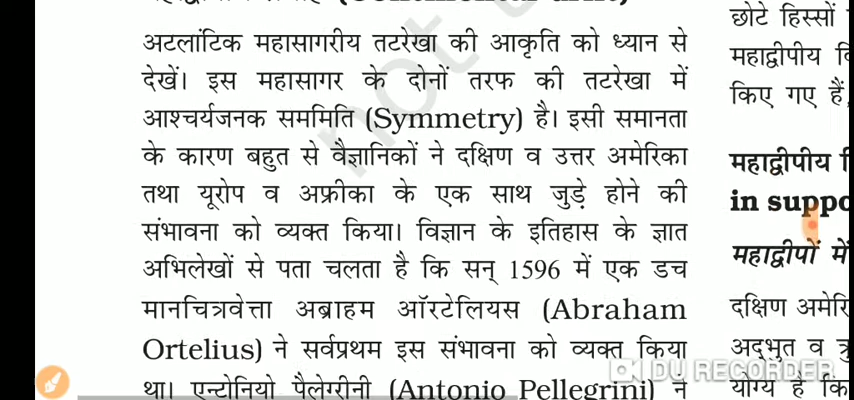 अटलांटिक महासागरीय तटरेखा की आकृति को ध्यान से
देखें। इस महासागर के दोनों तरफ की तटरेखा में
आश्चर्यजनक सममिति (Symmetry) है। इसी समानता
के कारण बहुत से वैज्ञानिकों ने दक्षिण व उत्तर अमेरिका
तथा यूरोप व अफ्रीका के एक साथ जुड़े होने की
संभावना को व्यक्त किया। विज्ञान के इतिहास के ज्ञात
अभिलेखों से पता चलता है कि सन् 1596 में एक डच
मानचित्रवेत्ता अब्राहम ऑरटेलियस (Abraham
Ortelius) ने सर्वप्रथम इस संभावना को व्यक्त किया
था। एन्टोनियो पैलेग्रीनी (Antonio Pellegrini) ने
छोटे हिस्सों
महाद्वीपीय
किए गए हैं,
महाद्वीपीय
in suppo
महाद्वीपों में
दक्षिण अमेरि
अद्भुत व
योग्य है कि
not
DU RECORDER